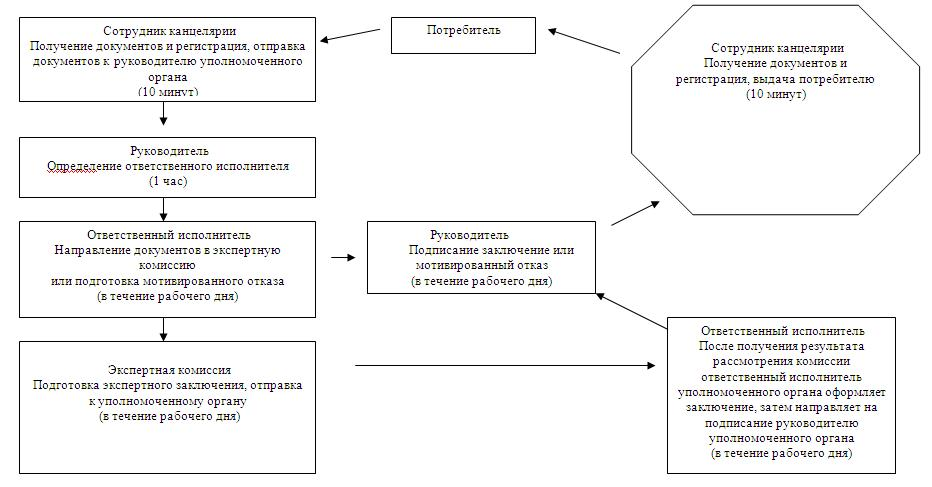 Сотрудник канцелярии
Получение документов и регистрация, отправка
документов к руководителю уполномоченного
органа
(10 минут)
Потребитель
Сотрудник канцелярии
Получение документов и
регистрация, выдача потребителю
(10 минут)
Руководитель
Определение ответственного исполнителя
(1 час)
Ответственный исполнитель
Направление документов в экспертную
комиссию
или подготовка мотивированного отказа
(в течение рабочего дня)
Руководитель
Подписание заключение или
мотивированный отказ
(в течение рабочего дня)
Экспертная комиссия
Подготовка экспертного заключения, отправка
к уполномоченному органу
(в течение рабочего дня)
Ответственный исполнитель
После получения результата
рассмотрения комиссии
ответственный исполнитель
уполномоченного органа оформляет
заключение, затем направляет на
подписание руководителю
уполномоченного органа
(в течение рабочего дня)